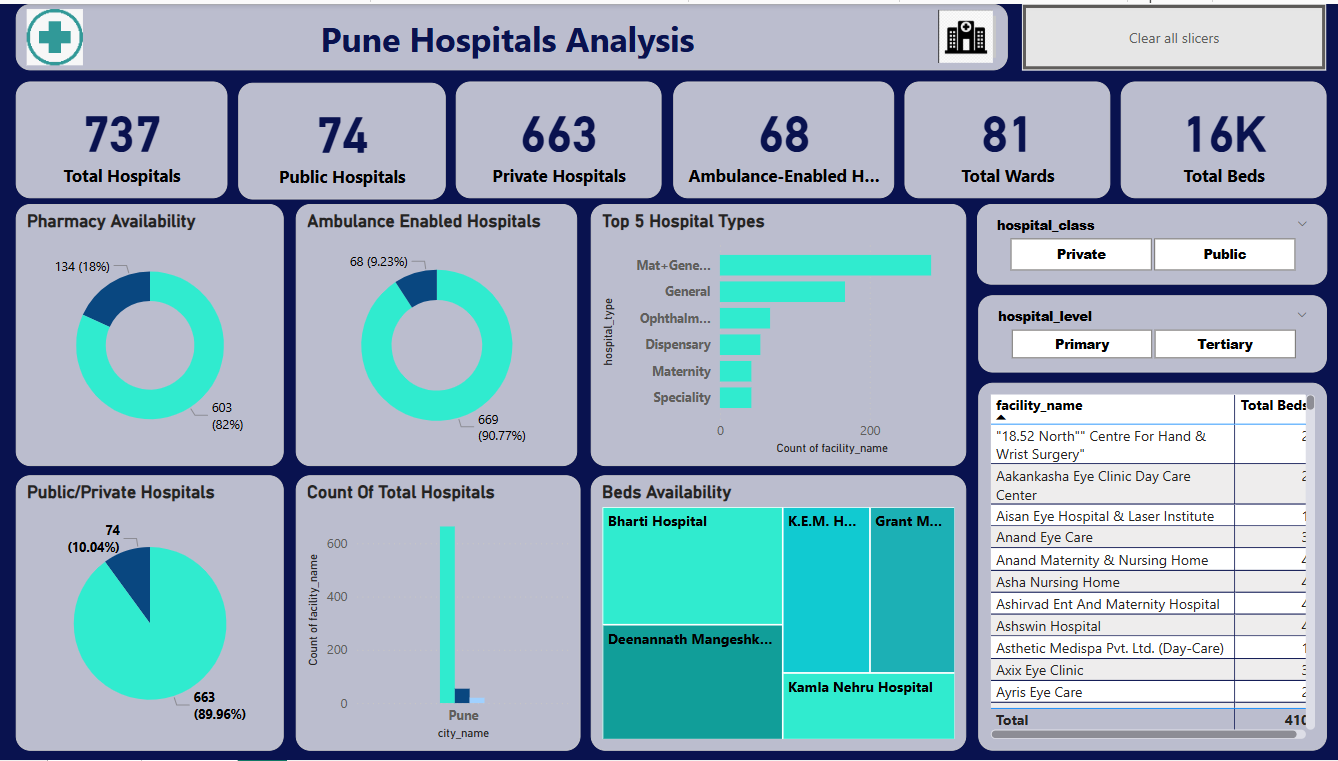 Pune Hospitals Analysis
Clear all slicers
737
Total Hospitals
74
Public Hospitals
663
Private Hospitals
68
Ambulance-Enabled H...
81
Total Wards
16K
Total Beds
Pharmacy Availability
134 (18%)
603
(82%)
Ambulance Enabled Hospitals
68 (9.23%)
669
(90.77%)
Top 5 Hospital Types
hospital_type
Mat+Gene...
General
Ophthalm...
Dispensary
Maternity
Speciality
0
200
Count of facility_name
hospital_class
Private
Public
hospital_level
Primary
Tertiary
Public/Private Hospitals
74
(10.04%)
663
(89.96%)
Count Of Total Hospitals
Count of facility_name
600
400
200
0
Pune
city_name
Beds Availability
Bharti Hospital
K.E.M. H...
Grant M...
Deenannath Mangeshk...
Kamla Nehru Hospital
facility_name Total Beds
"18.52 North"" Centre For Hand & 2
Wrist Surgery"
Aakankasha Eye Clinic Day Care 2
Center
Aisan Eye Hospital & Laser Institute 1
Anand Eye Care 3
Anand Maternity & Nursing Home 4
Asha Nursing Home 4
Ashirvad Ent And Maternity Hospital 4
Ashswin Hospital 4
Asthetic Medispa Pvt. Ltd. (Day-Care) 1
Axix Eye Clinic 3
Ayris Eye Care 2
Total 410